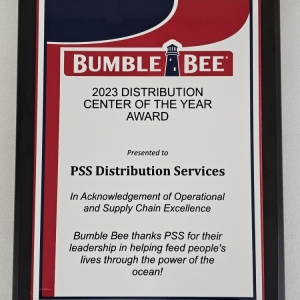 BUMBLE BEE®
2023 DISTRIBUTION
CENTER OF THE YEAR
AWARD
Presented to
PSS Distribution Services
In Acknowledgement of Operational
and Supply Chain Excellence
Bumble Bee thanks PSS for their
leadership in helping feed people's
lives through the power of the
ocean!